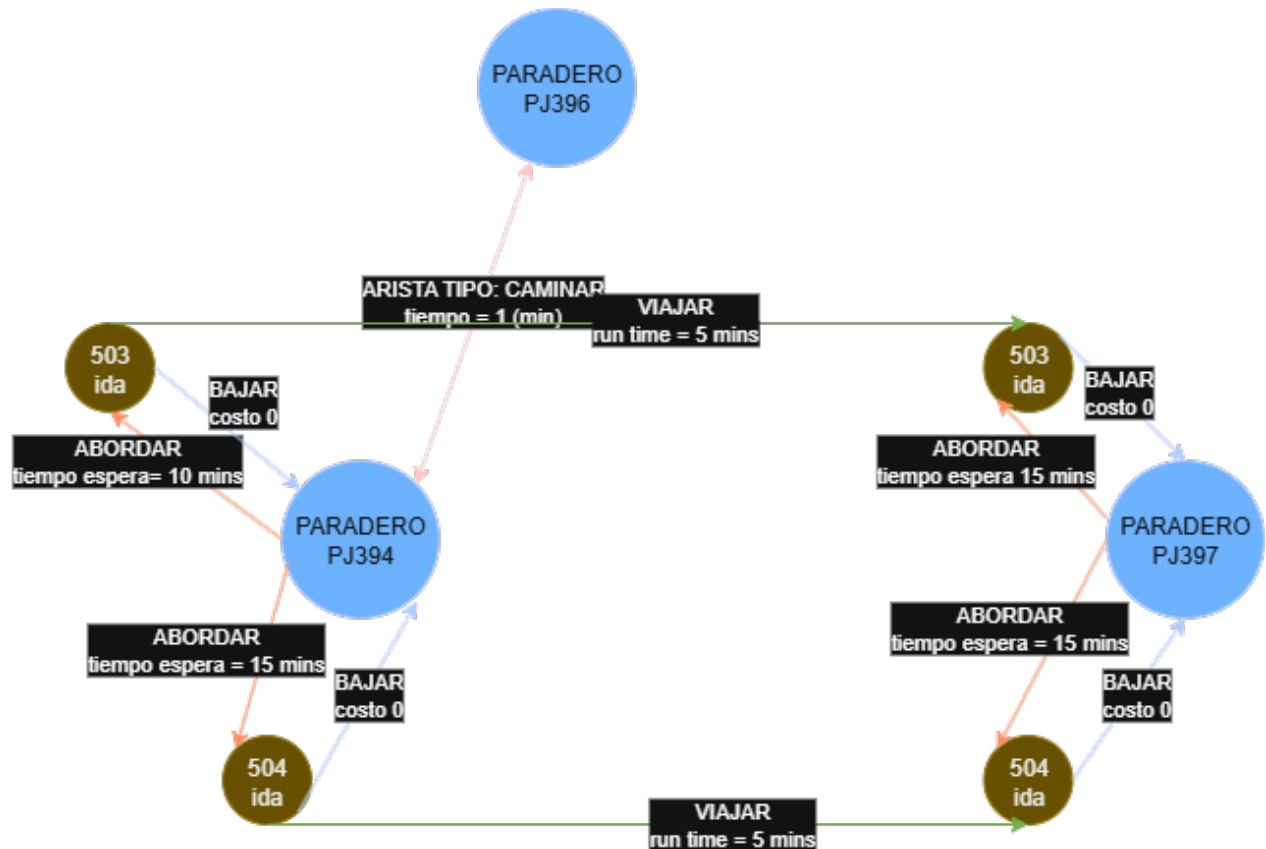 PARADERO
PJ396
ARISTA TIPO: CAMINAR
tiempo = 1 (min)
VIAJAR
run time = 5 mins
503
ida
503
ida
BAJAR
costo 0
BAJAR
costo 0
ABORDAR
tiempo espera= 10 mins
ABORDAR
tiempo espera 15 mins
PARADERO
PJ394
PARADERO
PJ397
ABORDAR
tiempo espera = 15 mins
ABORDAR
tiempo espera = 15 mins
BAJAR
costo 0
BAJAR
costo 0
504
ida
504
ida
VIAJAR
run time = 5 mins